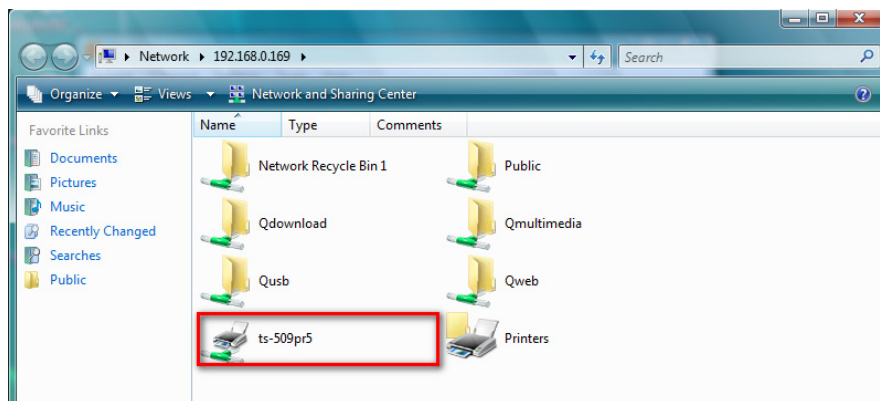 Network 192.168.0.169 Search
Organize Views Network and Sharing Center
Favorite Links
Documents
Pictures
Music
Recently Changed
Searches
Public
Name Type Comments
Network Recycle Bin 1 Public
Qdownload Qmultimedia
Qusb Qweb
ts-509pr5 Printers